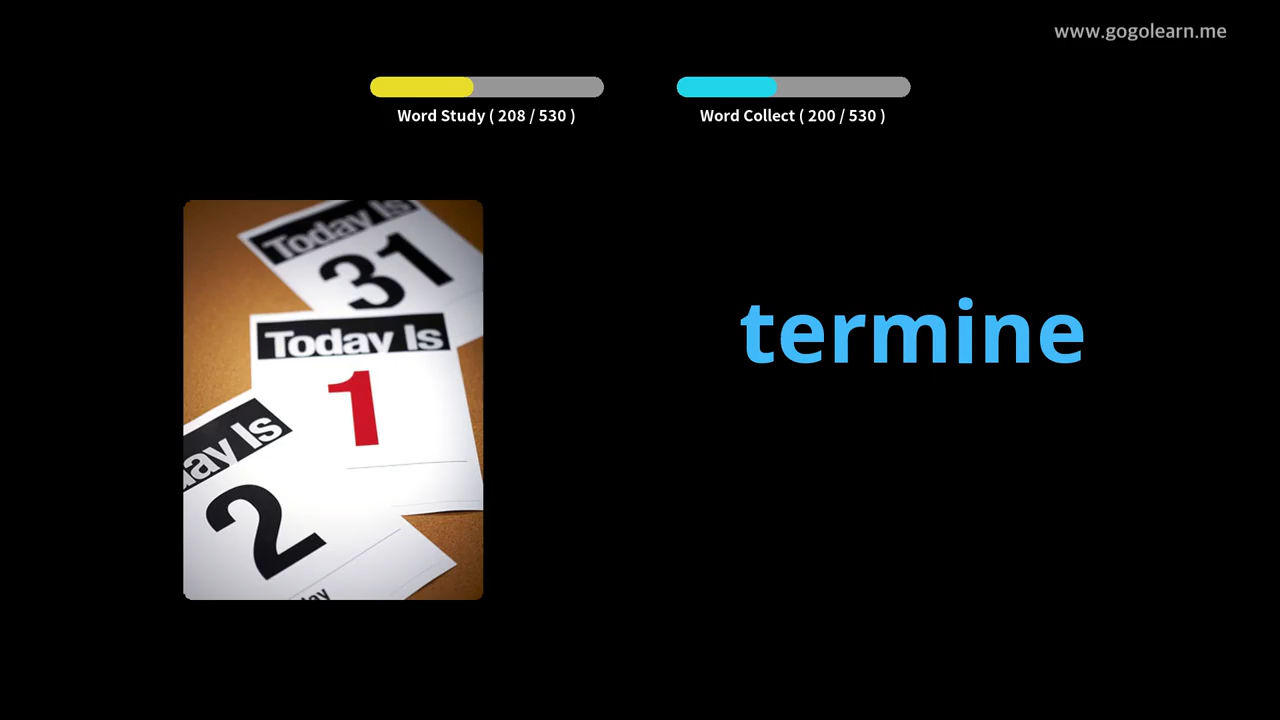 www.gogolearn.me
Word Study ( 208 / 530 )
Word Collect ( 200 / 530 )
Today Is
31
Today Is
1
termine
ay Is
2